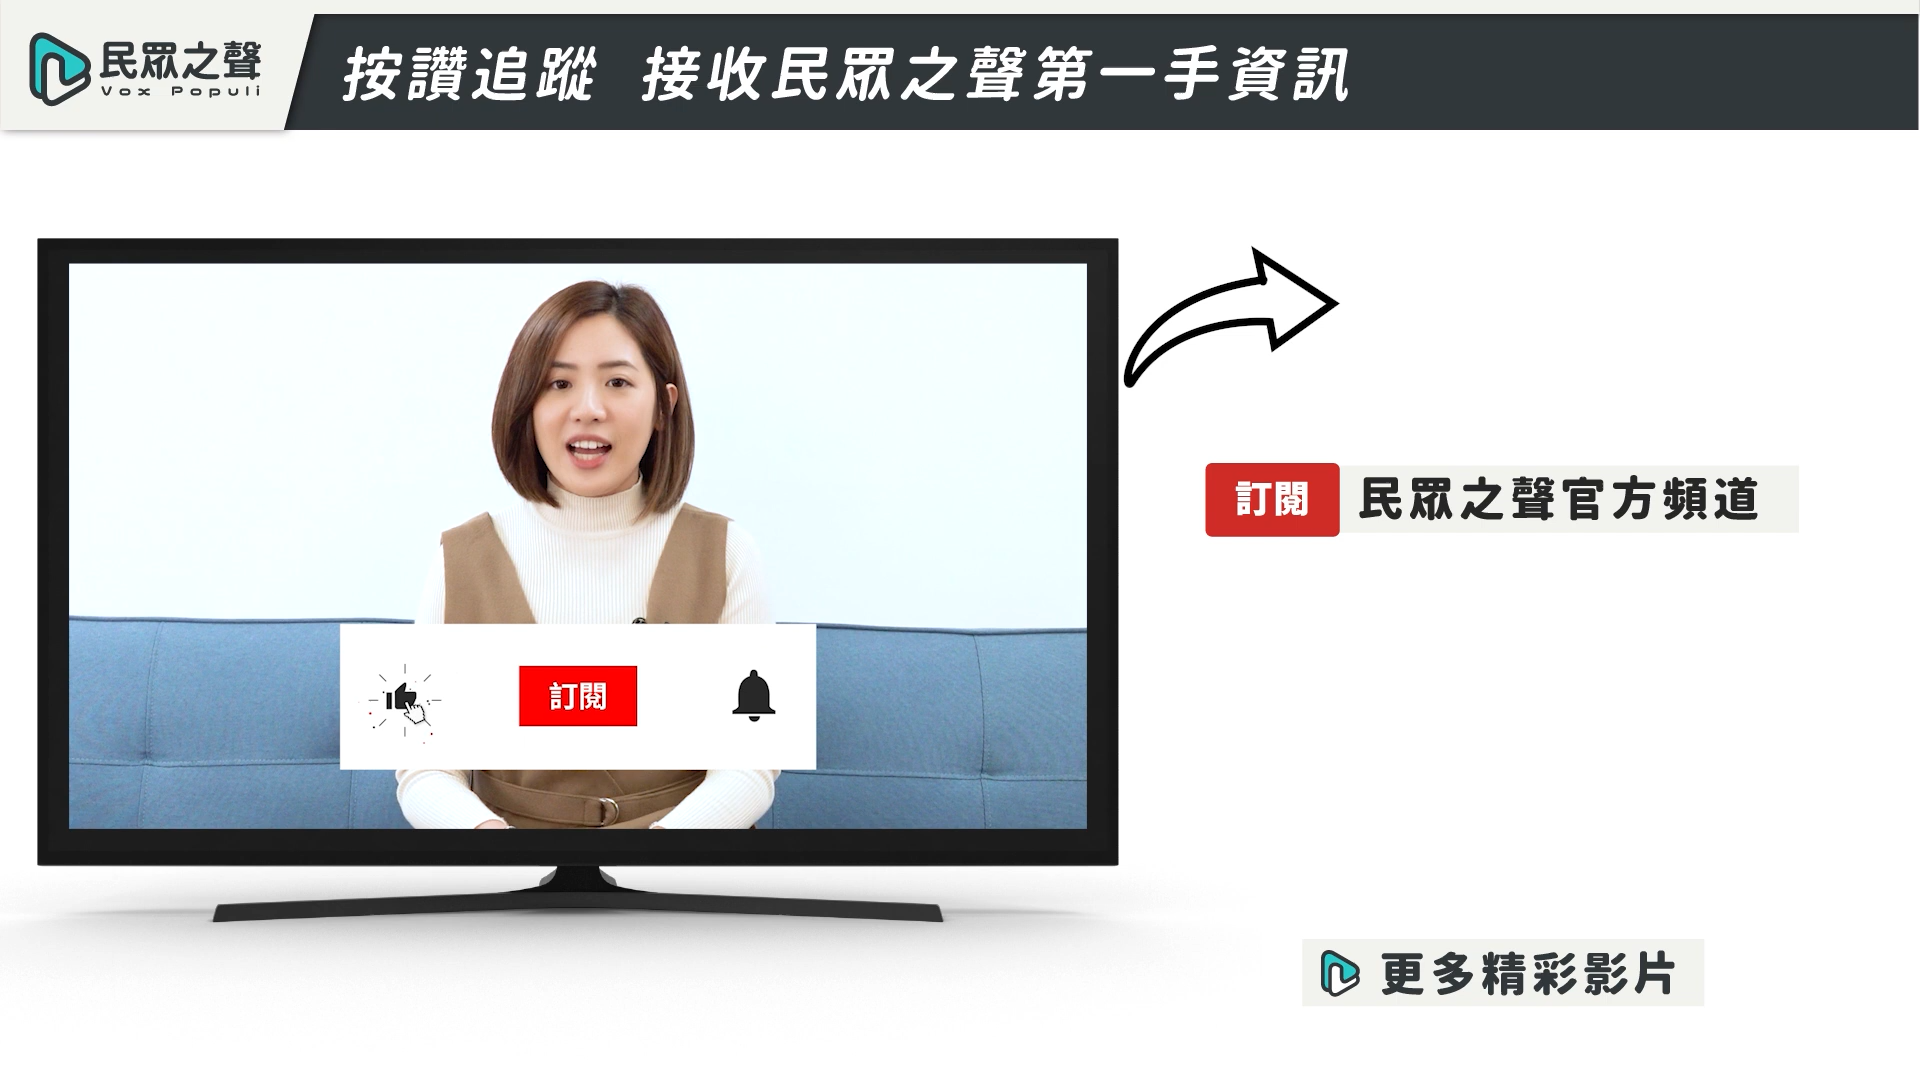 民眾之聲
Vox Populi
按讚追蹤 接收民眾之聲第一手資訊
訂閱
訂閱 民眾之聲官方頻道
更多精彩影片